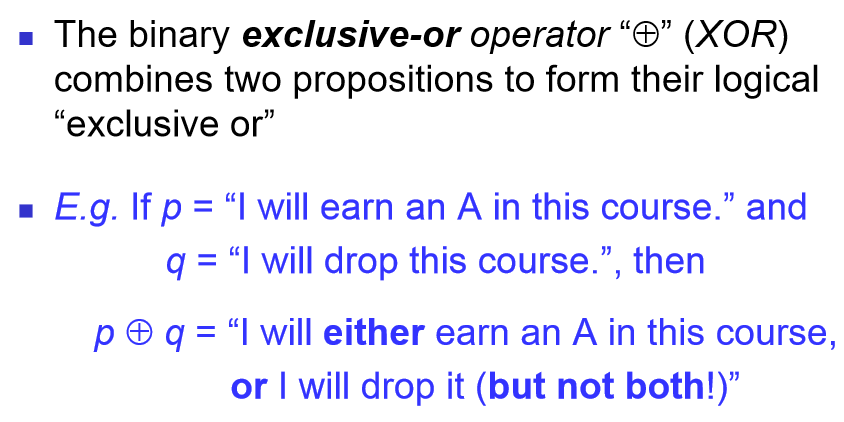 ▪ The binary exclusive-or operator “⊕” (XOR)
combines two propositions to form their logical
“exclusive or”
▪ E.g. If p = “I will earn an A in this course.” and
q = “I will drop this course.”, then
p ⊕ q = “I will either earn an A in this course,
or I will drop it (but not both!)”